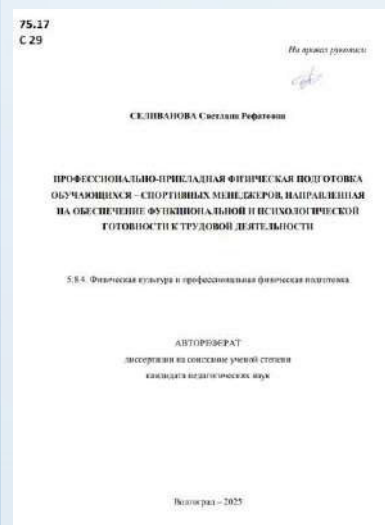 75.17
С 29
На правах рукописи
СЕЛИВАНОВА Светлана Рефатовна
ПРОФЕССИОНАЛЬНО-ПРИКЛАДНАЯ ФИЗИЧЕСКАЯ ПОДГОТОВКА
ОБУЧАЮЩИХСЯ – СПОРТИВНЫХ МЕНЕДЖЕРОВ, НАПРАВЛЕННАЯ
НА ОБЕСПЕЧЕНИЕ ФУНКЦИОНАЛЬНОЙ И ПСИХОЛОГИЧЕСКОЙ
ГОТОВНОСТИ К ТРУДОВОЙ ДЕЯТЕЛЬНОСТИ
5.8.4. Физическая культура и профессиональная физическая подготовка
АВТОРЕФЕРАТ
диссертации на соискание ученой степени
кандидата педагогических наук
Волгоград – 2025